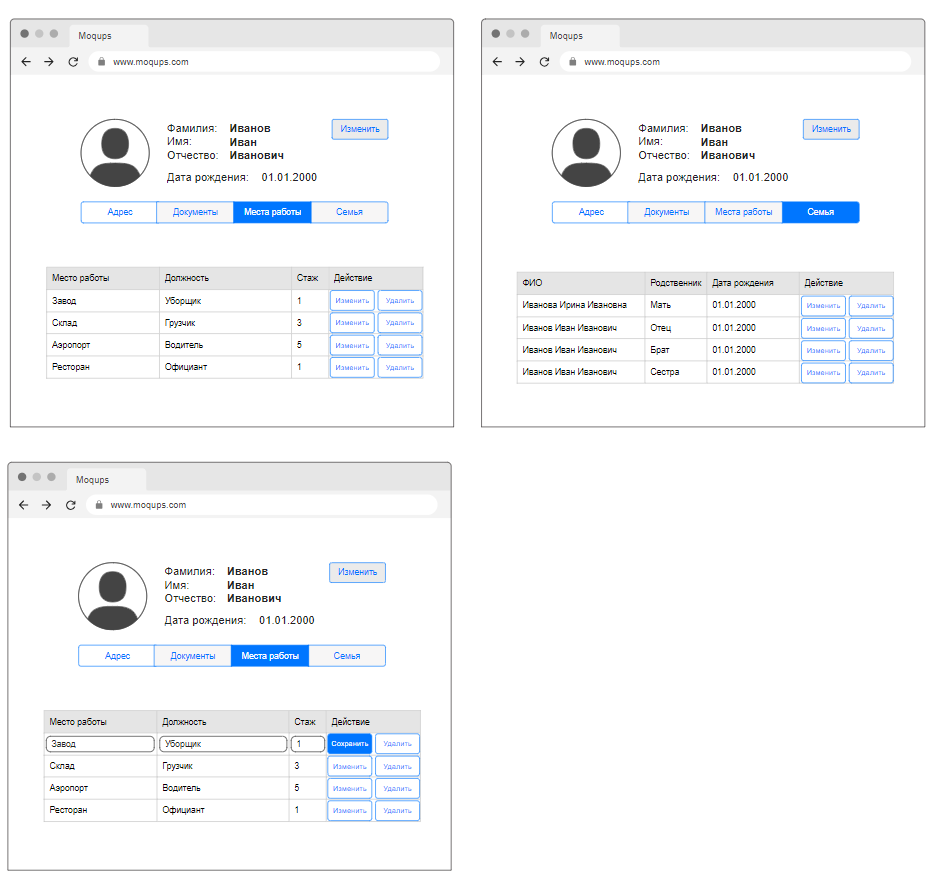 Moqups
www.moqups.com
Фамилия: Иванов
Изменить
Имя: Иван
Отчество: Иванович
Дата рождения: 01.01.2000
Адрес Документы Места работы Семья
Место работы Должность Стаж Действие
Завод Уборщик 1 Изменить Удалить
Склад Грузчик 3 Изменить Удалить
Аэропорт Водитель 5 Изменить Удалить
Ресторан Официант 1 Изменить Удалить
Moqups
www.moqups.com
Фамилия: Иванов
Изменить
Имя: Иван
Отчество: Иванович
Дата рождения: 01.01.2000
Адрес Документы Места работы Семья
ФИО Родственник Дата рождения Действие
Иванова Ирина Ивановна Мать 01.01.2000 Изменить Удалить
Иванов Иван Иванович Отец 01.01.2000 Изменить Удалить
Иванов Иван Иванович Брат 01.01.2000 Изменить Удалить
Иванов Иван Иванович Сестра 01.01.2000 Изменить Удалить
Moqups
www.moqups.com
Фамилия: Иванов
Изменить
Имя: Иван
Отчество: Иванович
Дата рождения: 01.01.2000
Адрес Документы Места работы Семья
Место работы Должность Стаж Действие
Завод Уборщик 1 Сохранить Удалить
Склад Грузчик 3 Изменить Удалить
Аэропорт Водитель 5 Изменить Удалить
Ресторан Официант 1 Изменить Удалить